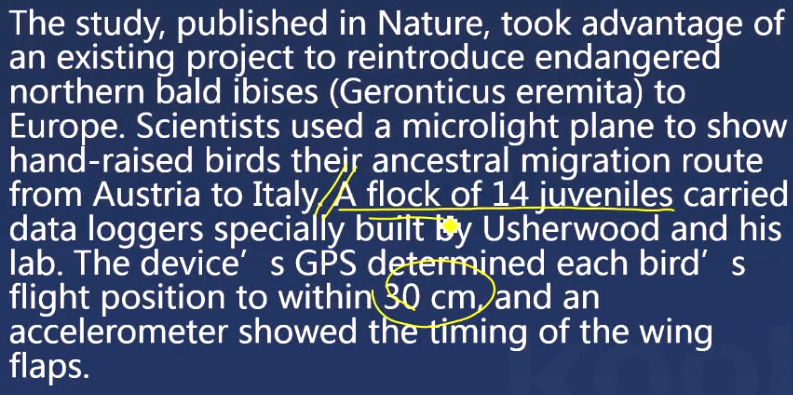 The study, published in Nature, took advantage of
an existing project to reintroduce endangered
northern bald ibises (Geronticus eremita) to
Europe. Scientists used a microlight plane to show
hand-raised birds their ancestral migration route
from Austria to Italy. A flock of 14 juveniles carried
data loggers specially built by Usherwood and his
lab. The device’ s GPS determined each bird’ s
flight position to within 30 cm, and an
accelerometer showed the timing of the wing
flaps.